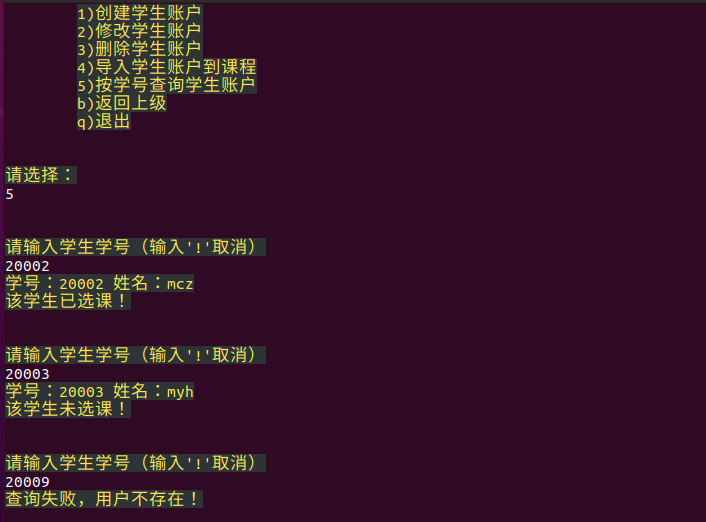 1)创建学生账户
2)修改学生账户
3)删除学生账户
4)导入学生账户到课程
5)按学号查询学生账户
b)返回上级
q)退出
请选择：
5
请输入学生学号（输入'!'取消）
20002
学号：20002 姓名：mcz
该学生已选课！
请输入学生学号（输入'!'取消）
20003
学号：20003 姓名：myh
该学生未选课！
请输入学生学号（输入'!'取消）
20009
查询失败，用户不存在！